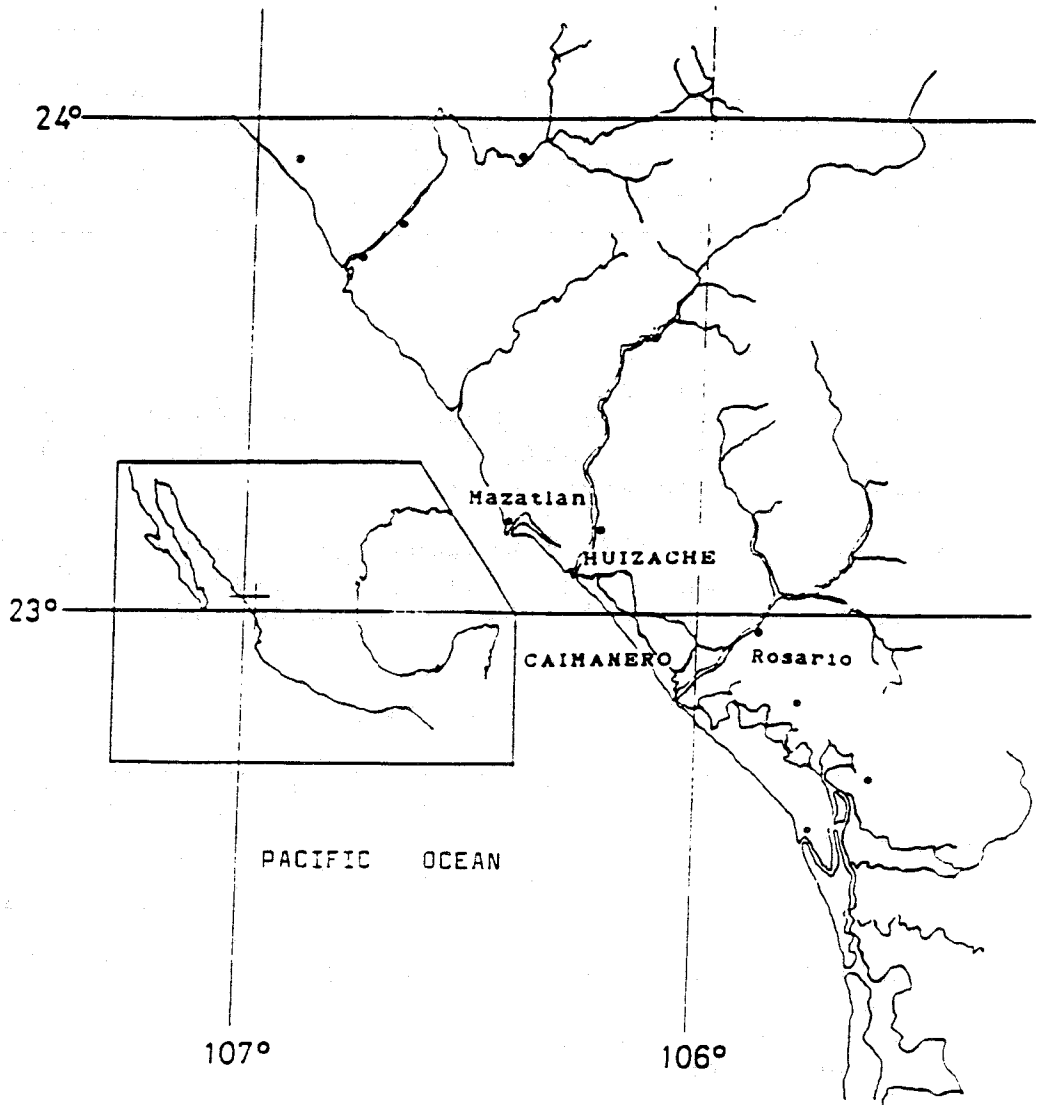 24°
Mazatlan
HUIZACHE
23°
CAIMANERO
Rosario
PACIFIC OCEAN
107°
106°